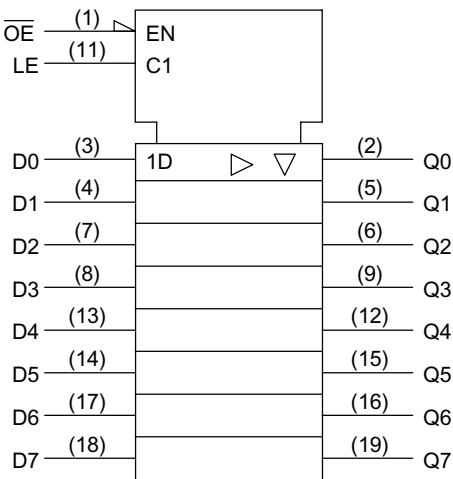 O̅E̅ (1) EN
LE (11) C1
D0 (3) 1D (2) Q0
D1 (4) (5) Q1
D2 (7) (6) Q2
D3 (8) (9) Q3
D4 (13) (12) Q4
D5 (14) (15) Q5
D6 (17) (16) Q6
D7 (18) (19) Q7